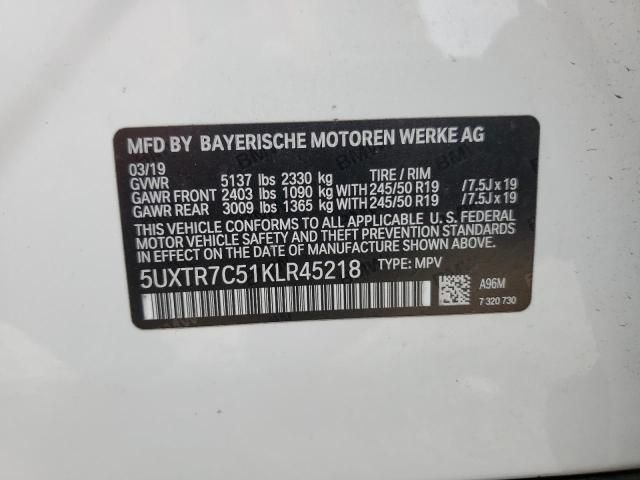 MFD BY BAYERISCHE MOTOREN WERKE AG
03/19
GVWR 5137 lbs 2330 kg TIRE / RIM
GAWR FRONT 2403 lbs 1090 kg WITH 245/50 R19 /7.5J x 19
GAWR REAR 3009 lbs 1365 kg WITH 245/50 R19 /7.5J x 19
THIS VEHICLE CONFORMS TO ALL APPLICABLE U.S. FEDERAL
MOTOR VEHICLE SAFETY AND THEFT PREVENTION STANDARDS
IN EFFECT ON THE DATE OF MANUFACTURE SHOWN ABOVE.
5UXTR7C51KLR45218 TYPE: MPV
A96M
7 320 730